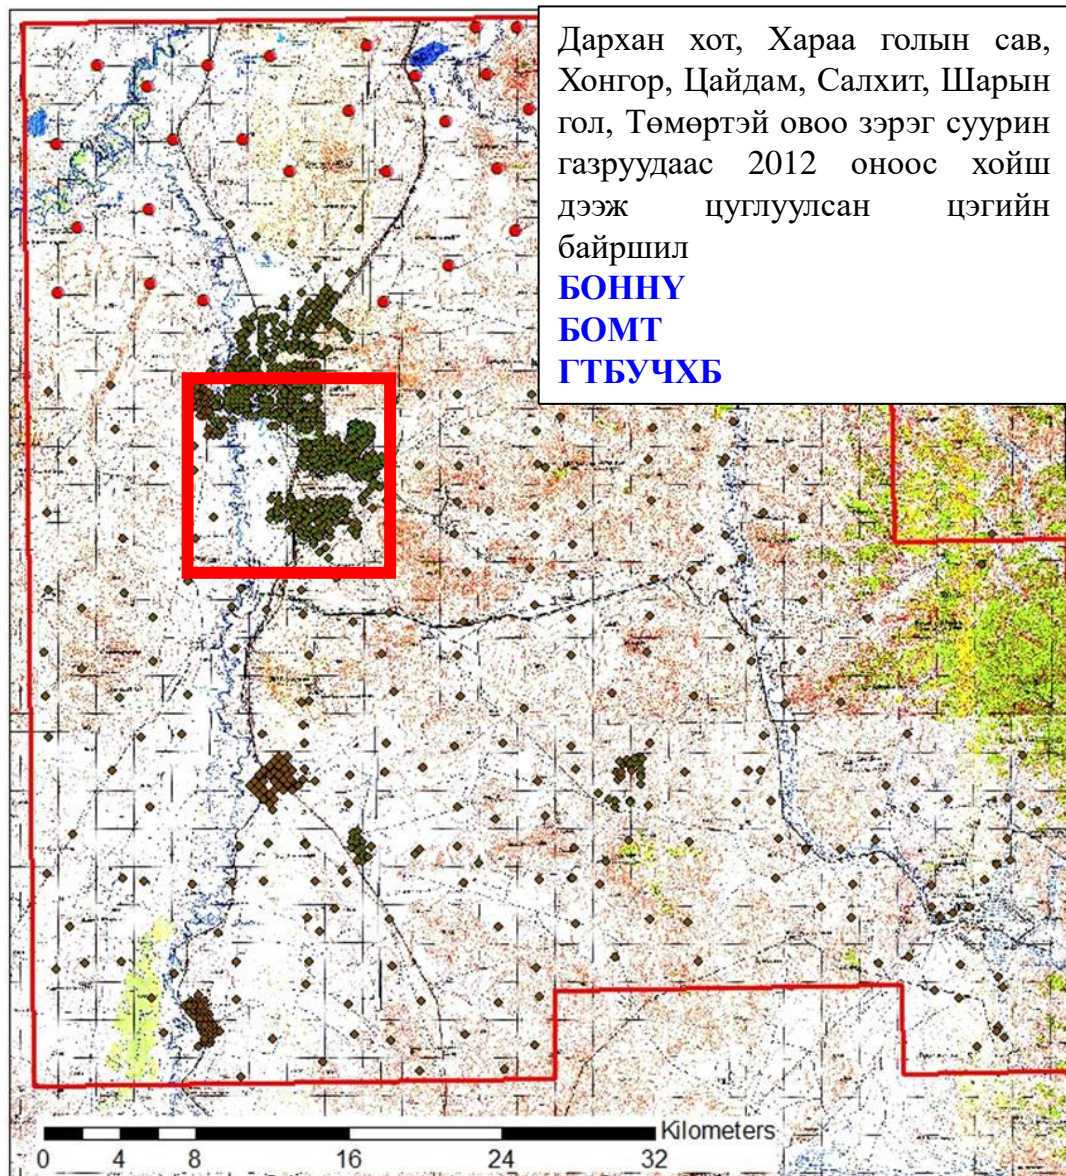 Дархан хот, Хараа голын сав,
Хонгор, Цайдам, Салхит, Шарын
гол, Төмөртэй овоо зэрэг суурин
газруудаас 2012 оноос хойш
дээж цуглуулсан цэгийн
байршил
БОННҮ
БОМТ
ГТБУЧХБ
Kilometers
0 4 8 16 24 32